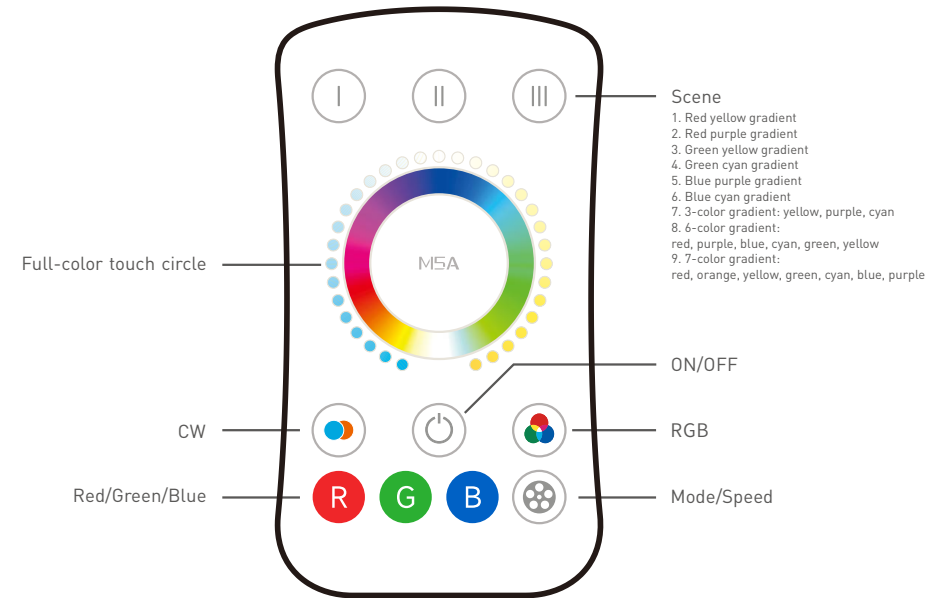 I
II
III
Scene
1. Red yellow gradient
2. Red purple gradient
3. Green yellow gradient
4. Green cyan gradient
5. Blue purple gradient
6. Blue cyan gradient
7. 3-color gradient: yellow, purple, cyan
8. 6-color gradient:
red, purple, blue, cyan, green, yellow
9. 7-color gradient:
red, orange, yellow, green, cyan, blue, purple
Full-color touch circle
MSA
ON/OFF
CW
RGB
Red/Green/Blue
R
G
B
Mode/Speed